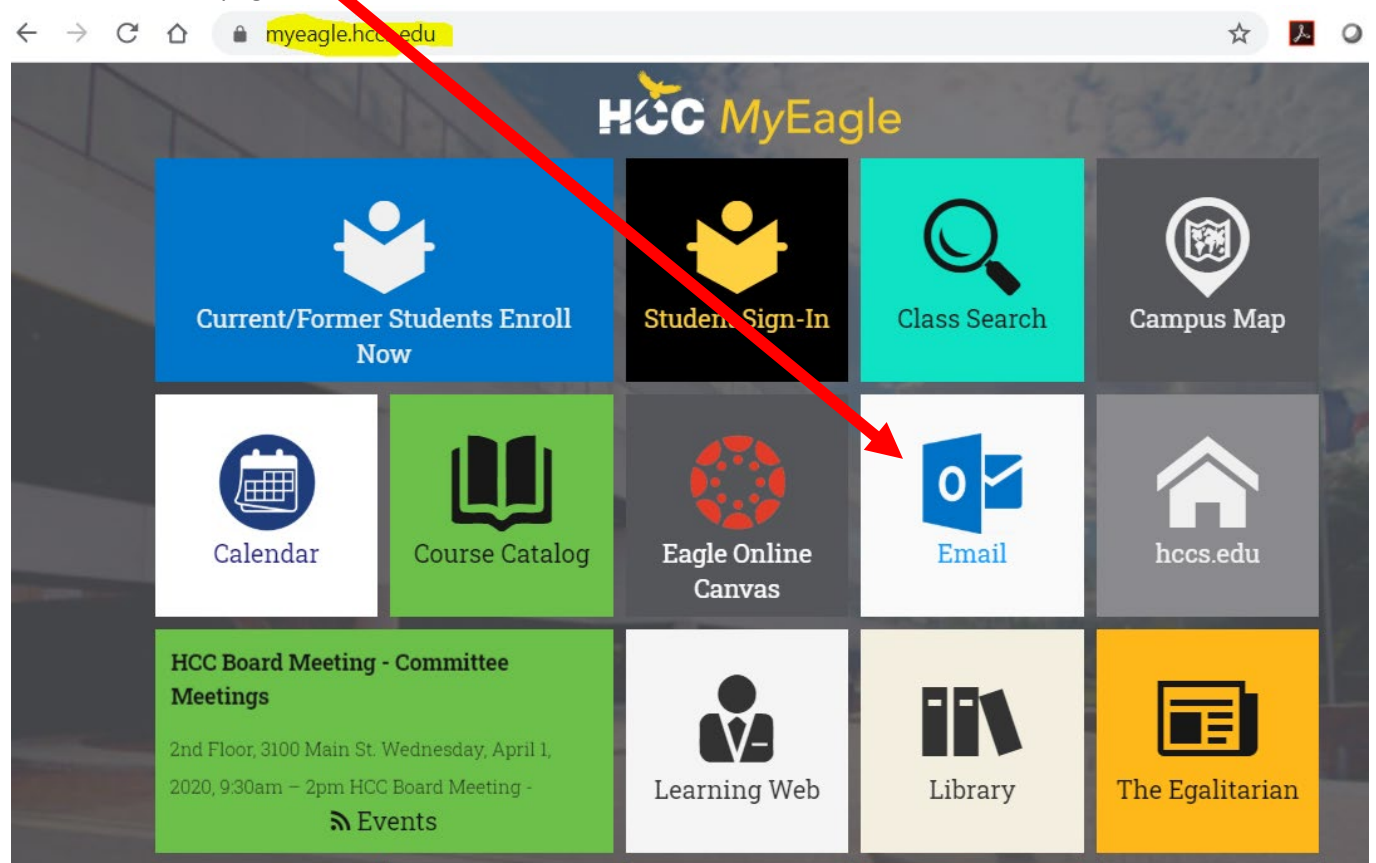 myeagle.hccs.edu
HCC MyEagle
Current/Former Students Enroll
Now
Student Sign-In
Class Search
Campus Map
Calendar
Course Catalog
Eagle Online
Canvas
Email
hccs.edu
HCC Board Meeting - Committee
Meetings
2nd Floor, 3100 Main St. Wednesday, April 1,
2020, 9:30am – 2pm HCC Board Meeting -
Events
Learning Web
Library
The Egalitarian